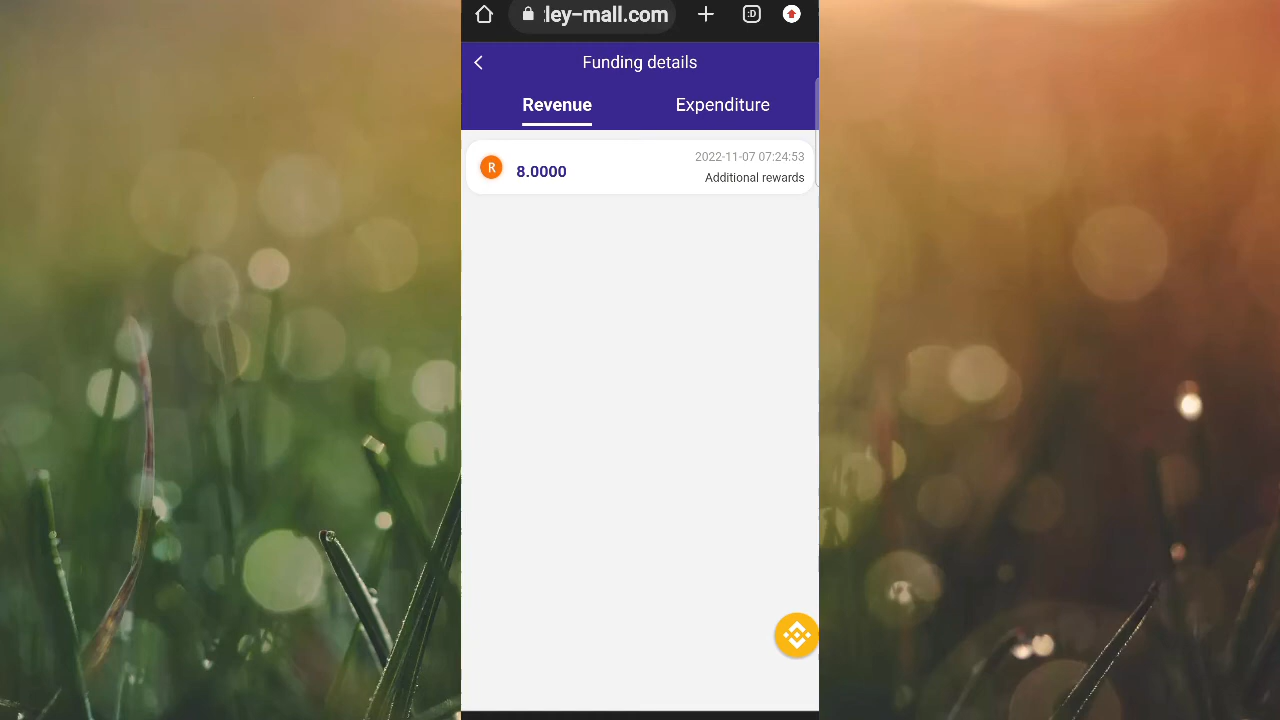 ley-mall.com
:D
Funding details
Revenue
Expenditure
R
8.0000
2022-11-07 07:24:53
Additional rewards